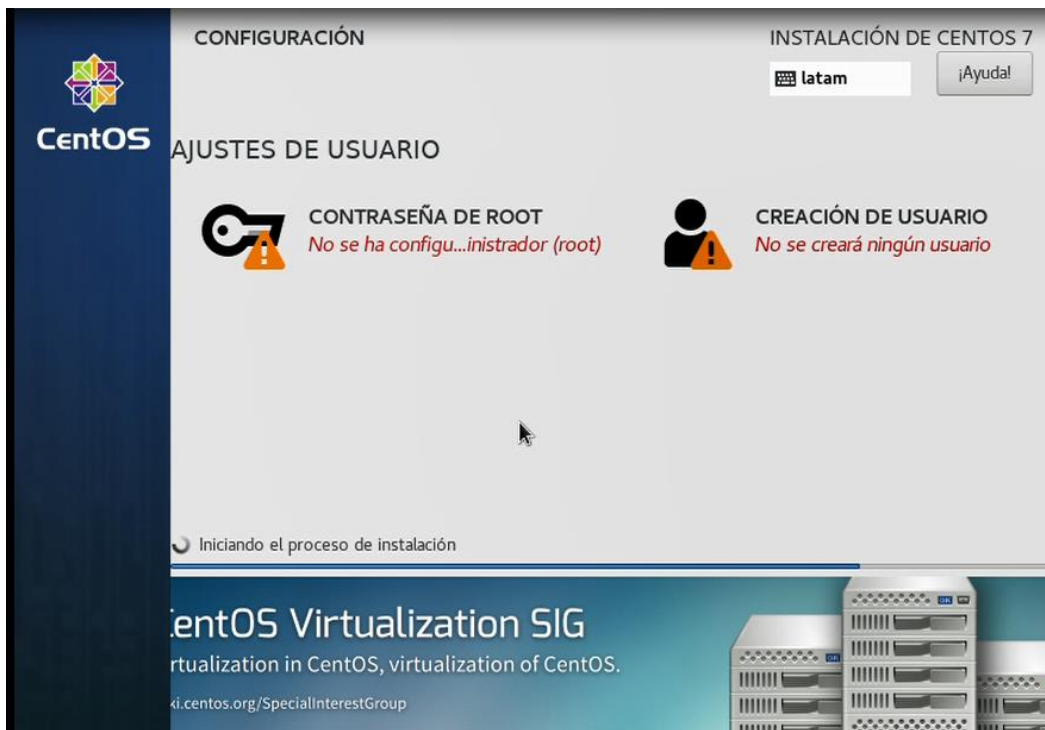 CONFIGURACIÓN
INSTALACIÓN DE CENTOS 7
latam
¡Ayuda!
CentOS
AJUSTES DE USUARIO
CONTRASEÑA DE ROOT
No se ha configu...inistrador (root)
CREACIÓN DE USUARIO
No se creará ningún usuario
Iniciando el proceso de instalación
entOS Virtualization SIG
rtualization in CentOS, virtualization of CentOS.
ki.centos.org/SpecialInterestGroup